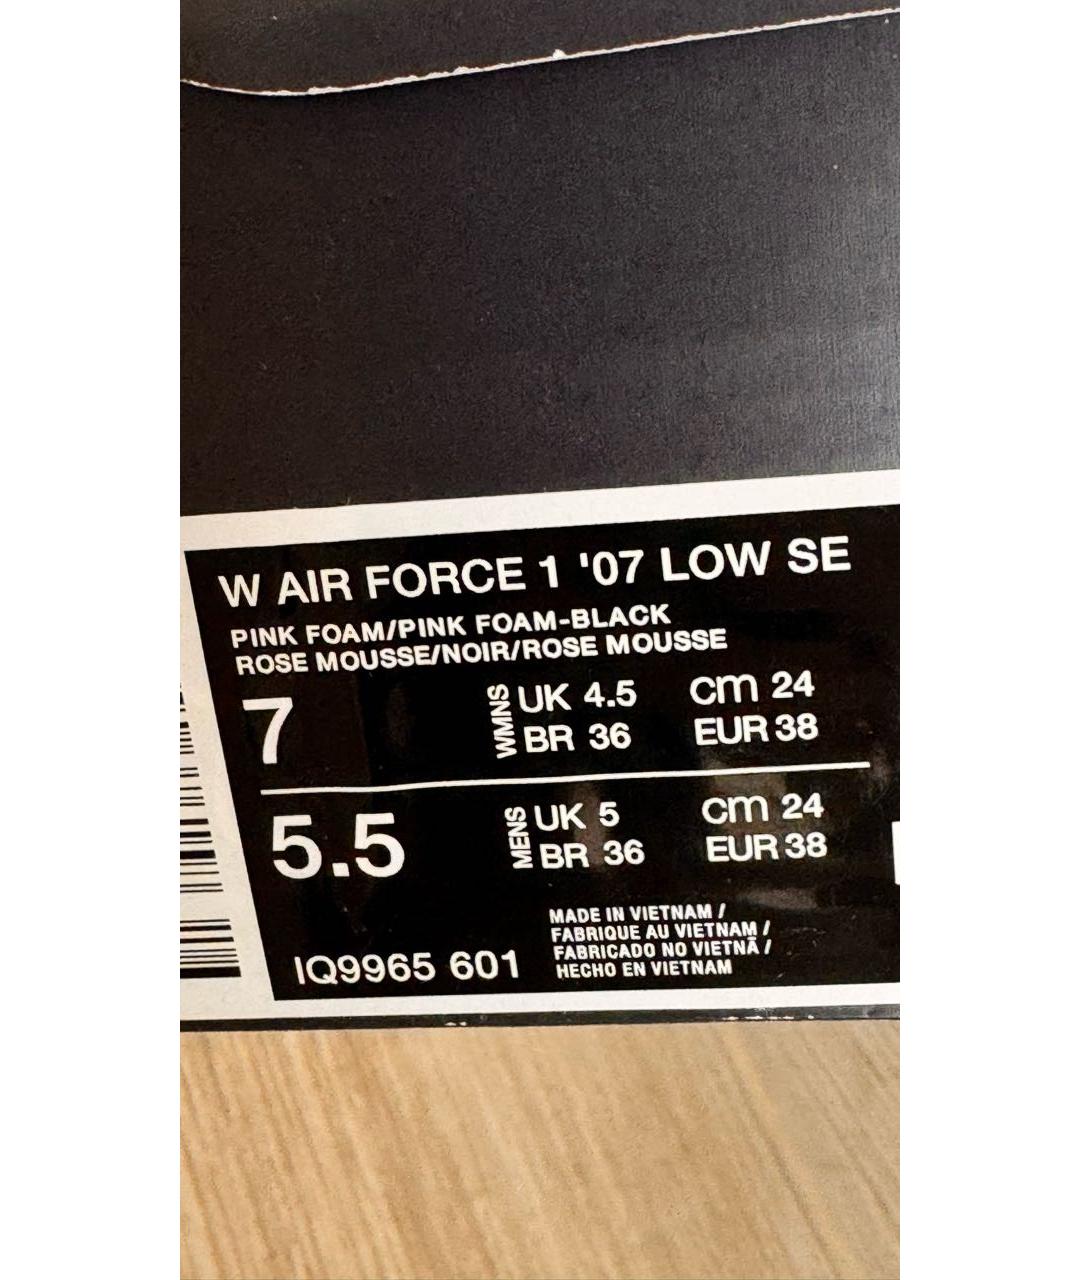 W AIR FORCE 1 '07 LOW SE
PINK FOAM/PINK FOAM-BLACK
ROSE MOUSSE/NOIR/ROSE MOUSSE
7 WMNS UK 4.5 cm 24
BR 36 EUR 38
5.5 MENS UK 5 cm 24
BR 36 EUR 38
MADE IN VIETNAM /
FABRIQUE AU VIETNAM /
FABRICADO NO VIETNÃ /
HECHO EN VIETNAM
IQ9965 601